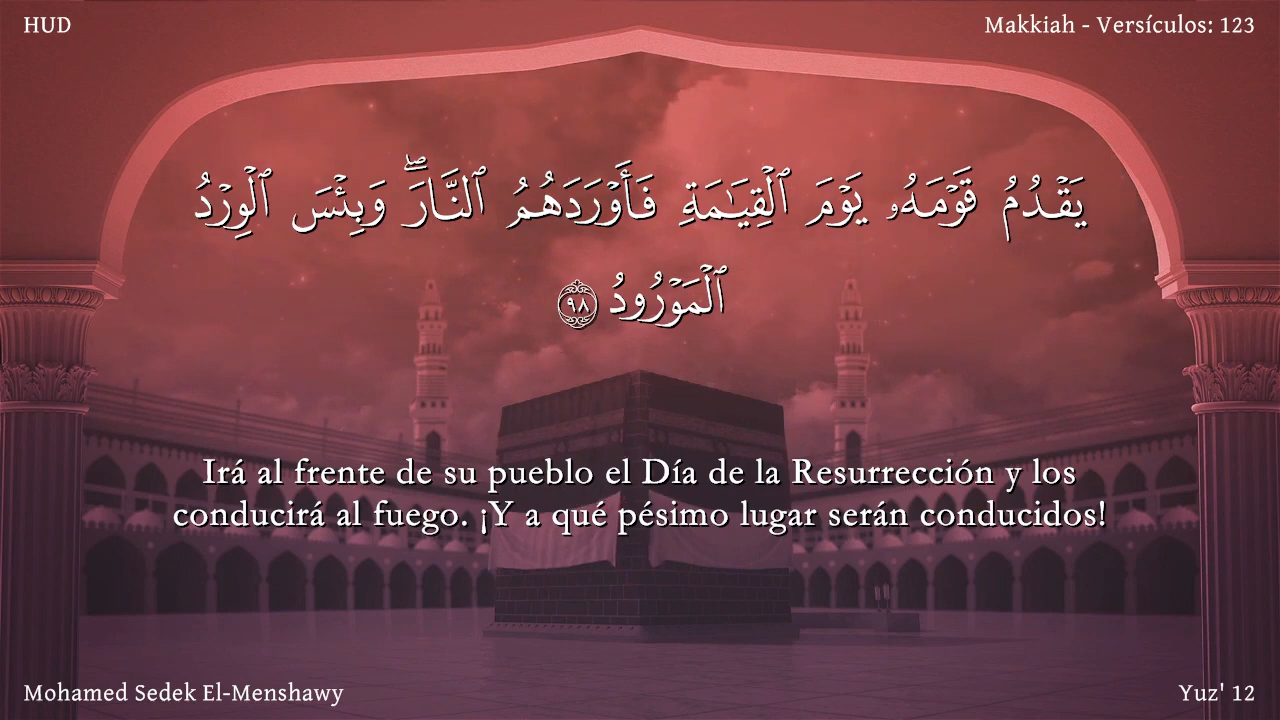 HUD
Makkiah - Versículos: 123
يَقْدُمُ قَوْمَهُۥ يَوْمَ ٱلْقِيَـٰمَةِ فَأَوْرَدَهُمُ ٱلنَّارَ ۖ وَبِئْسَ ٱلْوِرْدُ
ٱلْمَوْرُودُ ٩٨
Irá al frente de su pueblo el Día de la Resurrección y los
conducirá al fuego. ¡Y a qué pésimo lugar serán conducidos!
Mohamed Sedek El-Menshawy
Yuz' 12